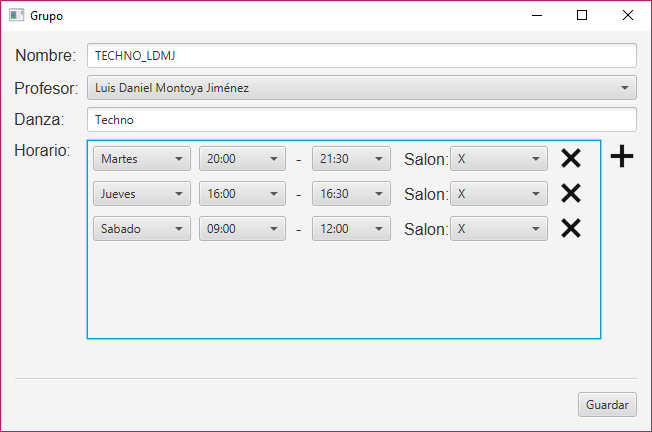 Grupo
Nombre: TECHNO_LDMJ
Profesor: Luis Daniel Montoya Jiménez
Danza: Techno
Horario: Martes 20:00 - 21:30 Salon: X
Jueves 16:00 - 16:30 Salon: X
Sabado 09:00 - 12:00 Salon: X
Guardar